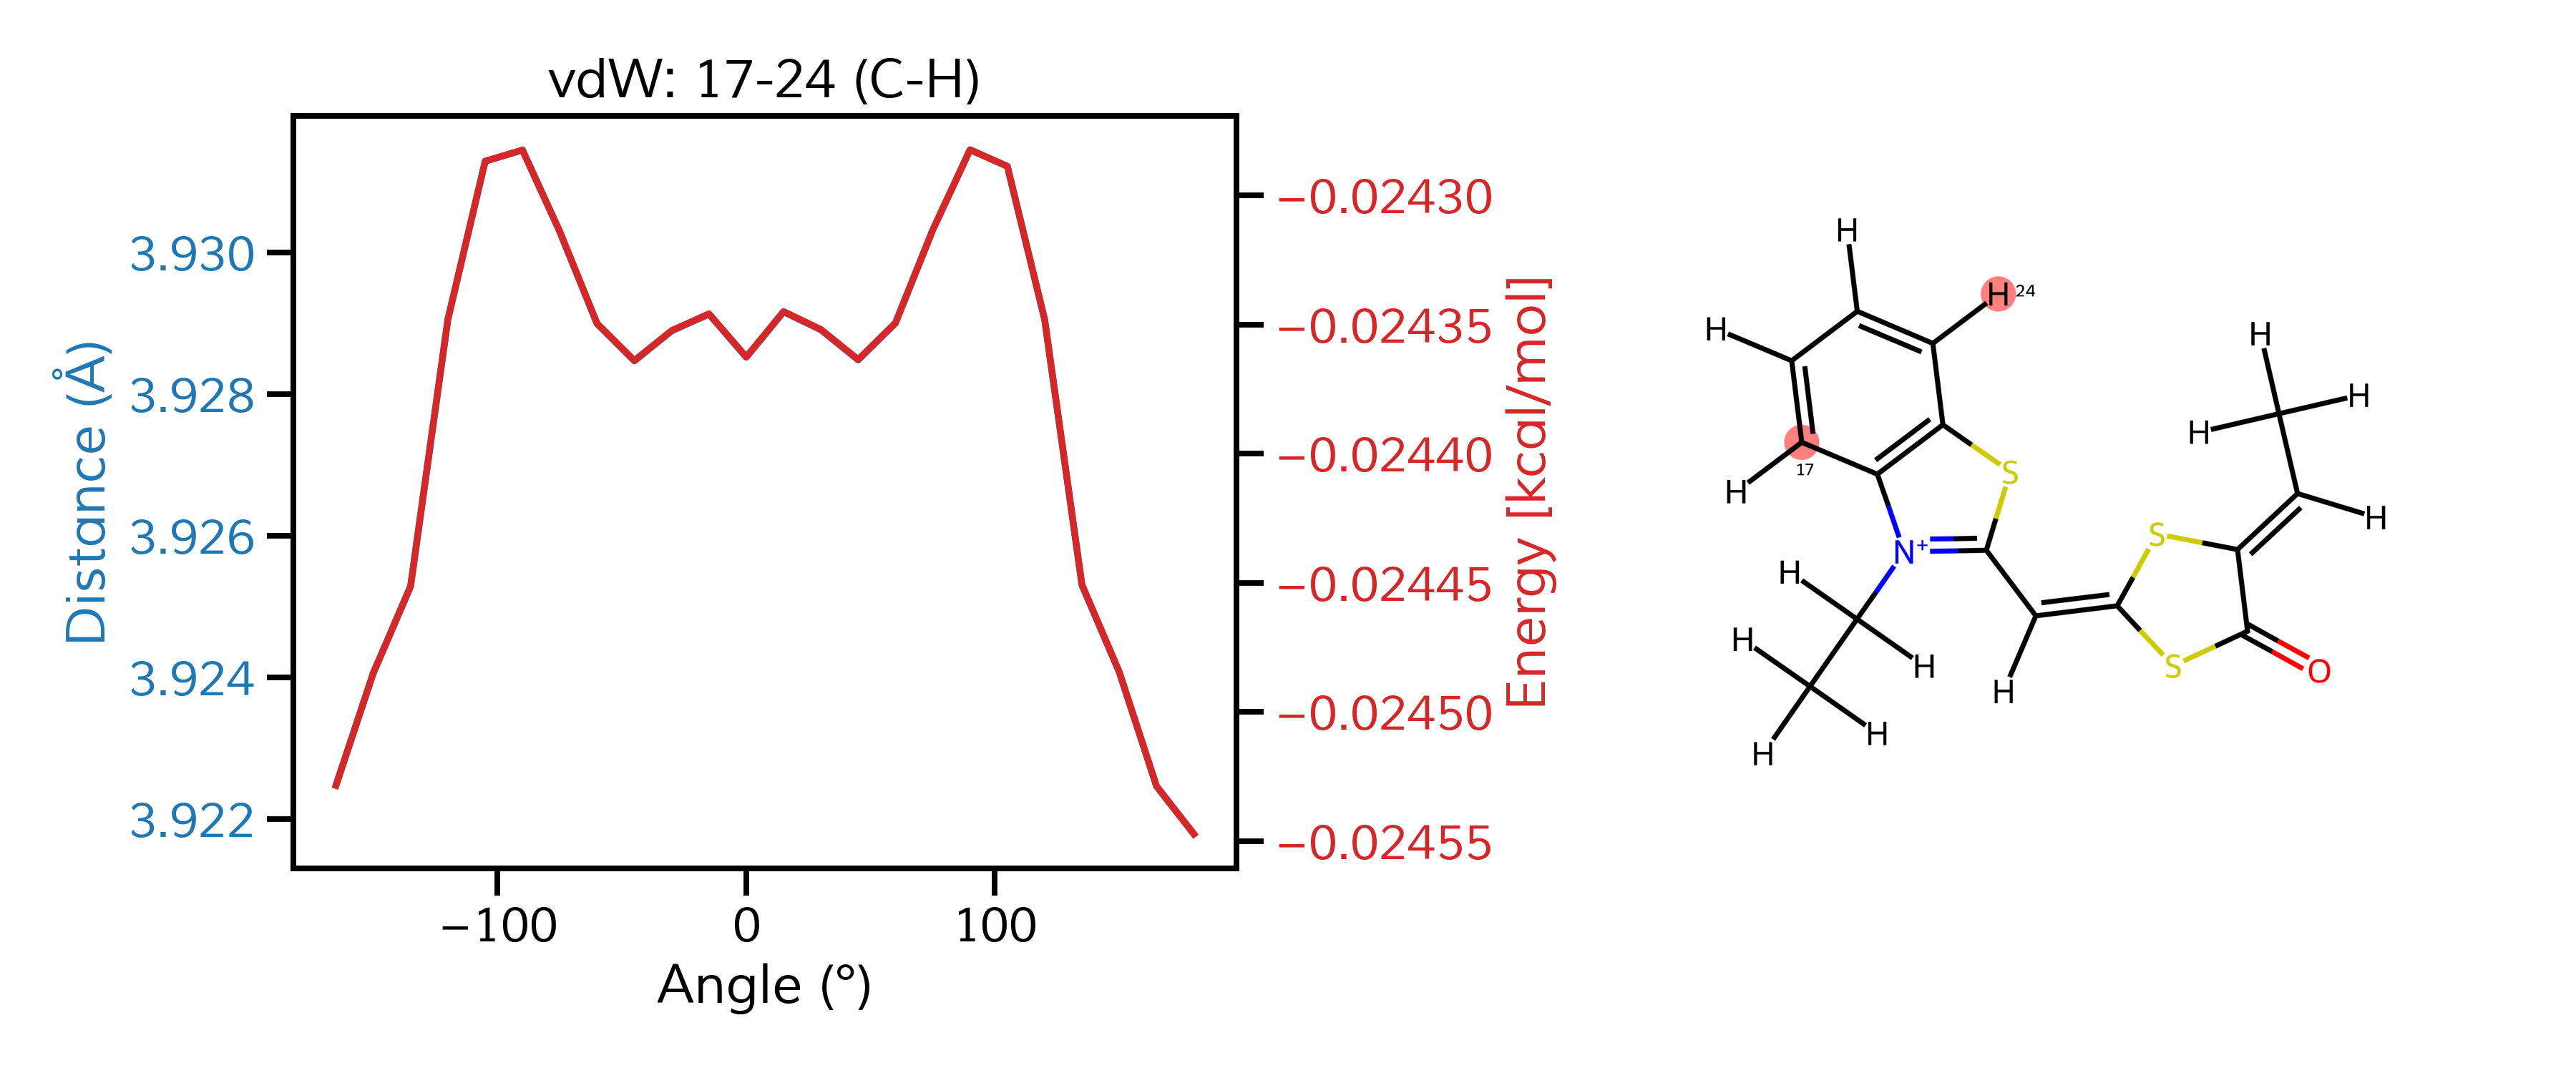 vdW: 17-24 (C-H)
Distance (Å)
3.930
3.928
3.926
3.924
3.922
−100
0
100
Angle (°)
−0.02430
−0.02435
−0.02440
−0.02445
−0.02450
−0.02455
Energy [kcal/mol]
H
H 24
H
H
17
S
N+
H
H
H
H
H
H
S
S
O
H
H
H
H